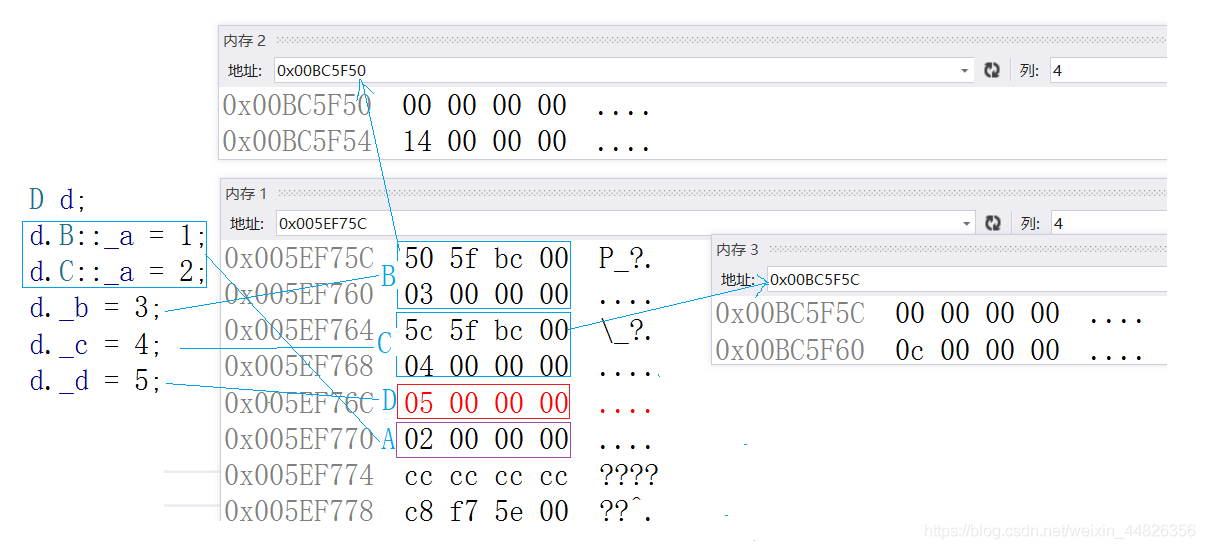 内存 2
地址: 0x00BC5F50 列: 4
0x00BC5F50 00 00 00 00 ....
0x00BC5F54 14 00 00 00 ....
D d;
d.B::_a = 1;
d.C::_a = 2;
d._b = 3;
d._c = 4;
d._d = 5;
内存 1
地址: 0x005EF75C 列: 4
0x005EF75C 50 5f bc 00 P_?.
0x005EF760 03 00 00 00 ....
0x005EF764 5c 5f bc 00 \_?.
0x005EF768 04 00 00 00 ....
0x005EF76C 05 00 00 00 ....
0x005EF770 02 00 00 00 ....
0x005EF774 cc cc cc cc ????
0x005EF778 c8 f7 5e 00 ??^.
B
C
D
A
内存 3
地址: 0x00BC5F5C
0x00BC5F5C 00 00 00 00 ....
0x00BC5F60 0c 00 00 00 ....
https://blog.csdn.net/weixin_44826356